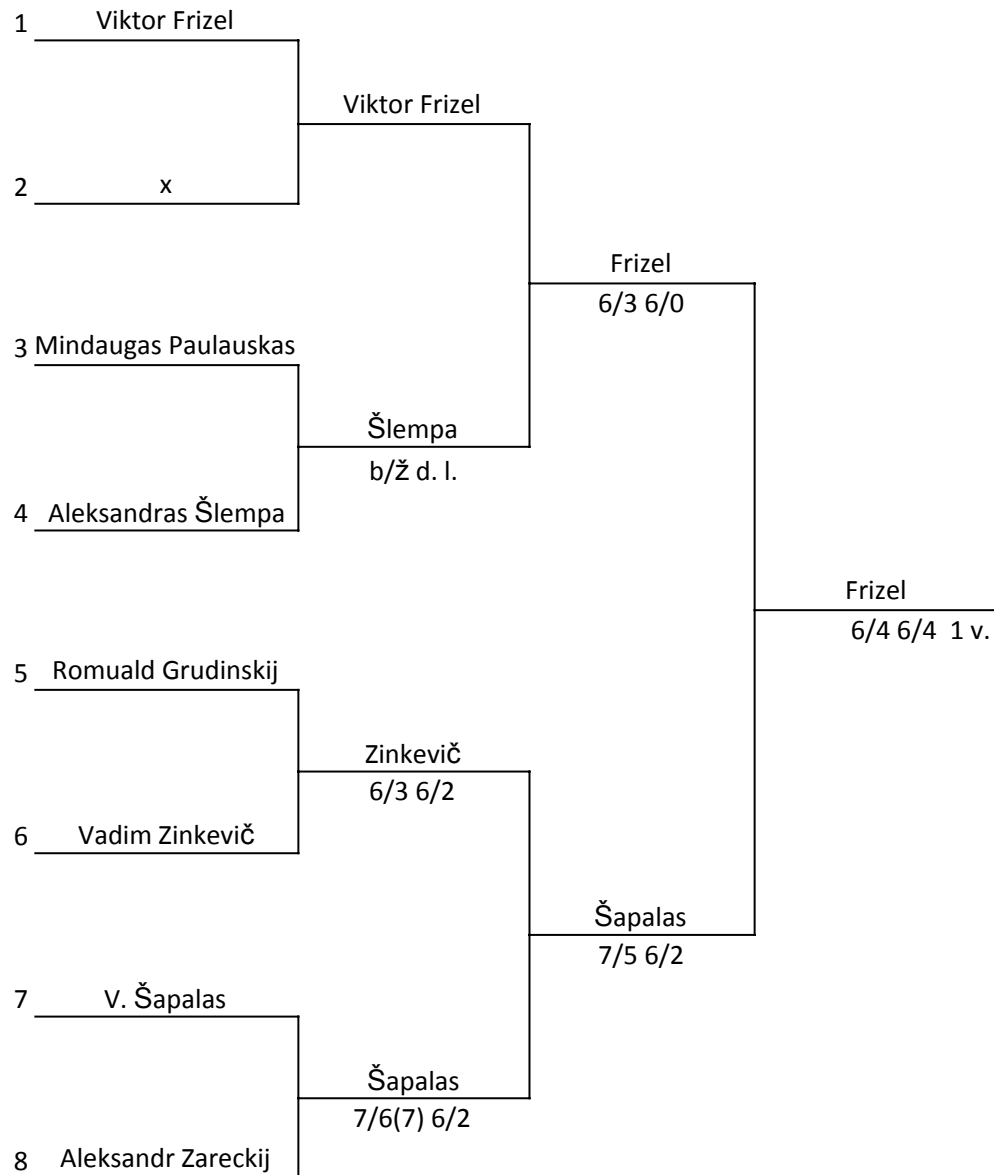 1 Viktor Frizel
Viktor Frizel
2 x
Frizel
6/3 6/0
3 Mindaugas Paulauskas
Šlempa
b/ž d. l.
4 Aleksandras Šlempa
Frizel
6/4 6/4 1 v.
5 Romuald Grudinskij
Zinkevič
6/3 6/2
6 Vadim Zinkevič
Šapalas
7/5 6/2
7 V. Šapalas
Šapalas
7/6(7) 6/2
8 Aleksandr Zareckij